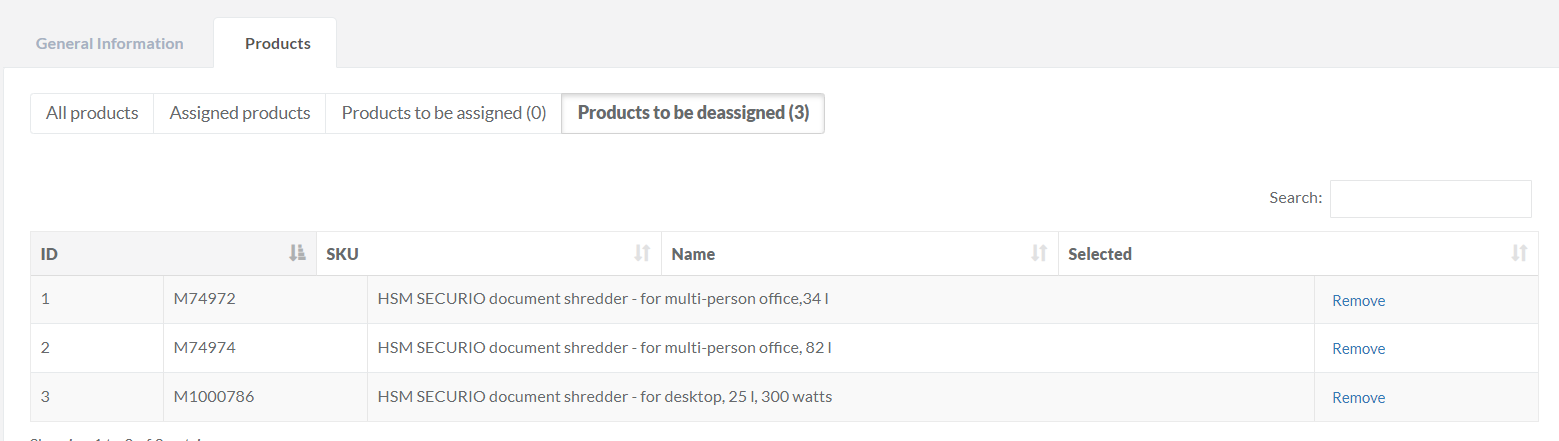 General Information Products
All products Assigned products Products to be assigned (0) Products to be deassigned (3)
Search:
ID SKU Name Selected
1 M74972 HSM SECURIO document shredder - for multi-person office,34 l Remove
2 M74974 HSM SECURIO document shredder - for multi-person office, 82 l Remove
3 M1000786 HSM SECURIO document shredder - for desktop, 25 l, 300 watts Remove